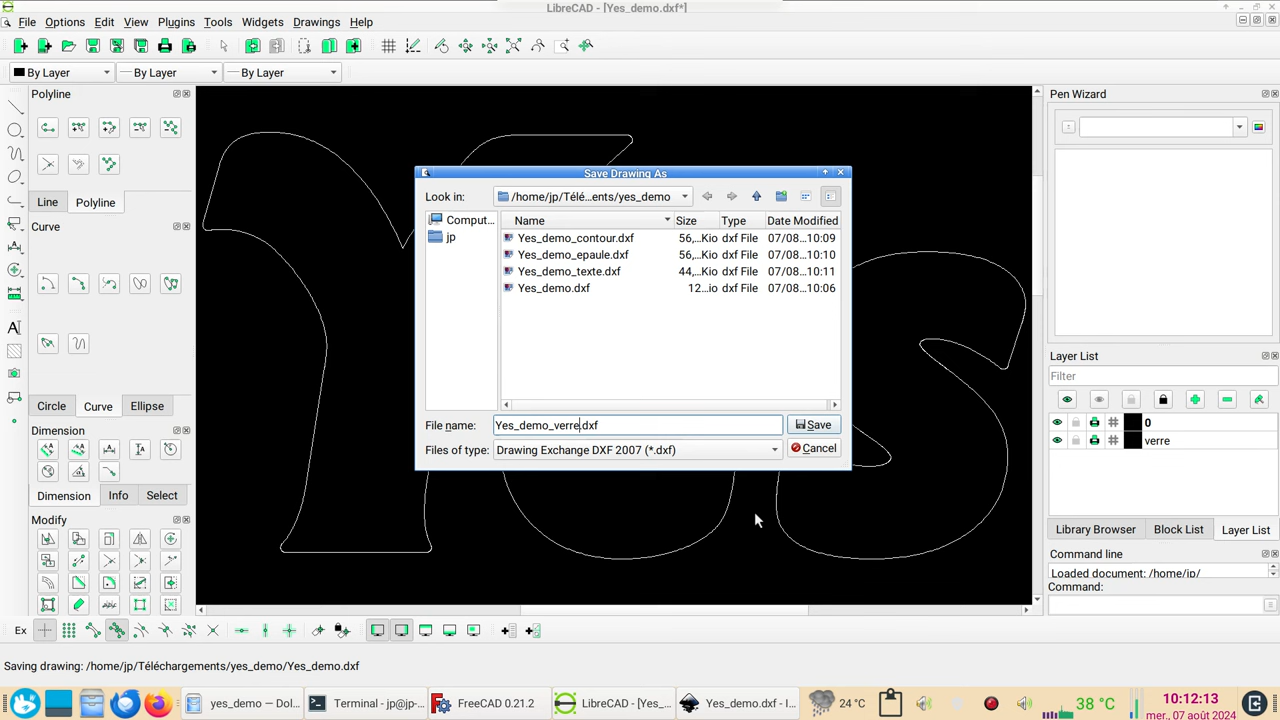 LibreCAD - [Yes_demo.dxf*]
File Options Edit View Plugins Tools Widgets Drawings Help
By Layer — By Layer — By Layer
Polyline
Pen Wizard
Save Drawing As
Look in: /home/jp/Télé...ents/yes_demo
Name Size Type Date Modified
Comput...
jp
Yes_demo_contour.dxf 56,...Kio dxf File 07/08...10:09
Yes_demo_epaule.dxf 56,...Kio dxf File 07/08...10:10
Yes_demo_texte.dxf 44,...Kio dxf File 07/08...10:11
Yes_demo.dxf 12...io dxf File 07/08...10:06
Line Polyline
Curve
Layer List
Filter
Circle Curve Ellipse
File name: Yes_demo_verre.dxf Save
Files of type: Drawing Exchange DXF 2007 (*.dxf) Cancel
0
verre
Dimension
Dimension Info Select
Modify
Library Browser Block List Layer List
Command line
Loaded document: /home/jp/
Command:
Yes
Ex
Saving drawing: /home/jp/Téléchargements/yes_demo/Yes_demo.dxf
yes_demo — Dol... Terminal - jp@jp-... FreeCAD 0.21.2 LibreCAD - [Yes_... Yes_demo.dxf - I... 24 °C 38 °C 10:12:13
mer., 07 août 2024